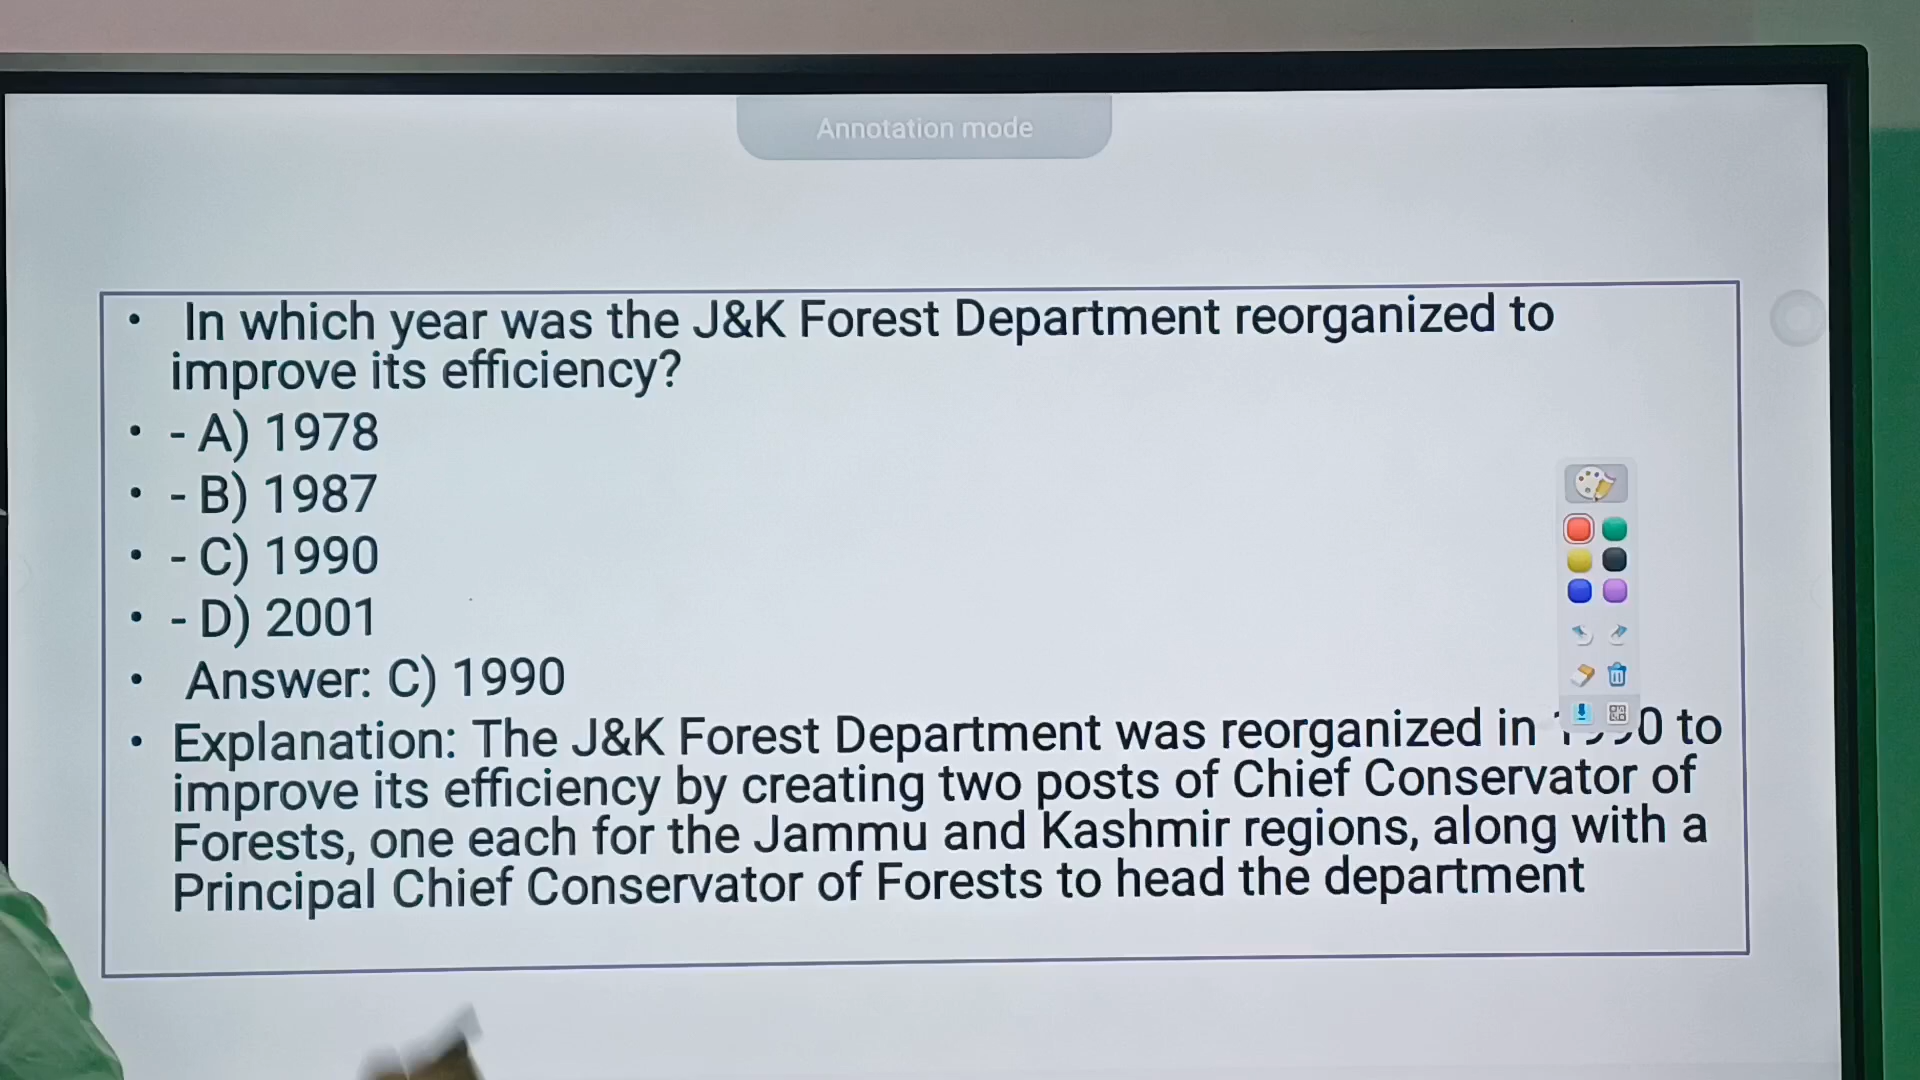 Annotation mode
• In which year was the J&K Forest Department reorganized to
improve its efficiency?
• - A) 1978
• - B) 1987
• - C) 1990
• - D) 2001
• Answer: C) 1990
• Explanation: The J&K Forest Department was reorganized in to
improve its efficiency by creating two posts of Chief Conservator of
Forests, one each for the Jammu and Kashmir regions, along with a
Principal Chief Conservator of Forests to head the department